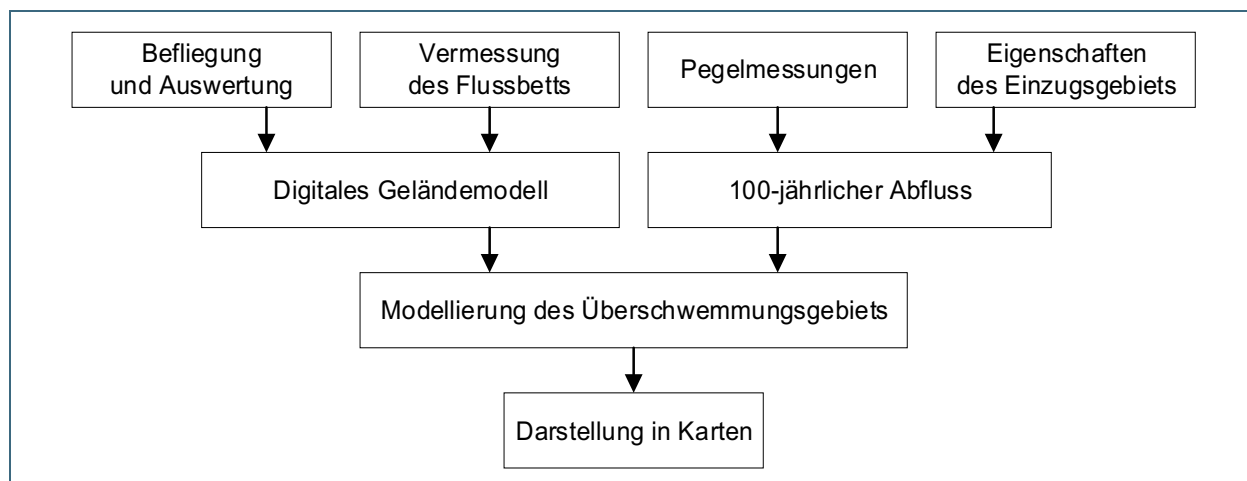 Befliegung
und Auswertung
Vermessung
des Flussbetts
Pegelmessungen
Eigenschaften
des Einzugsgebiets
Digitales Geländemodell
100-jährlicher Abfluss
Modellierung des Überschwemmungsgebiets
Darstellung in Karten